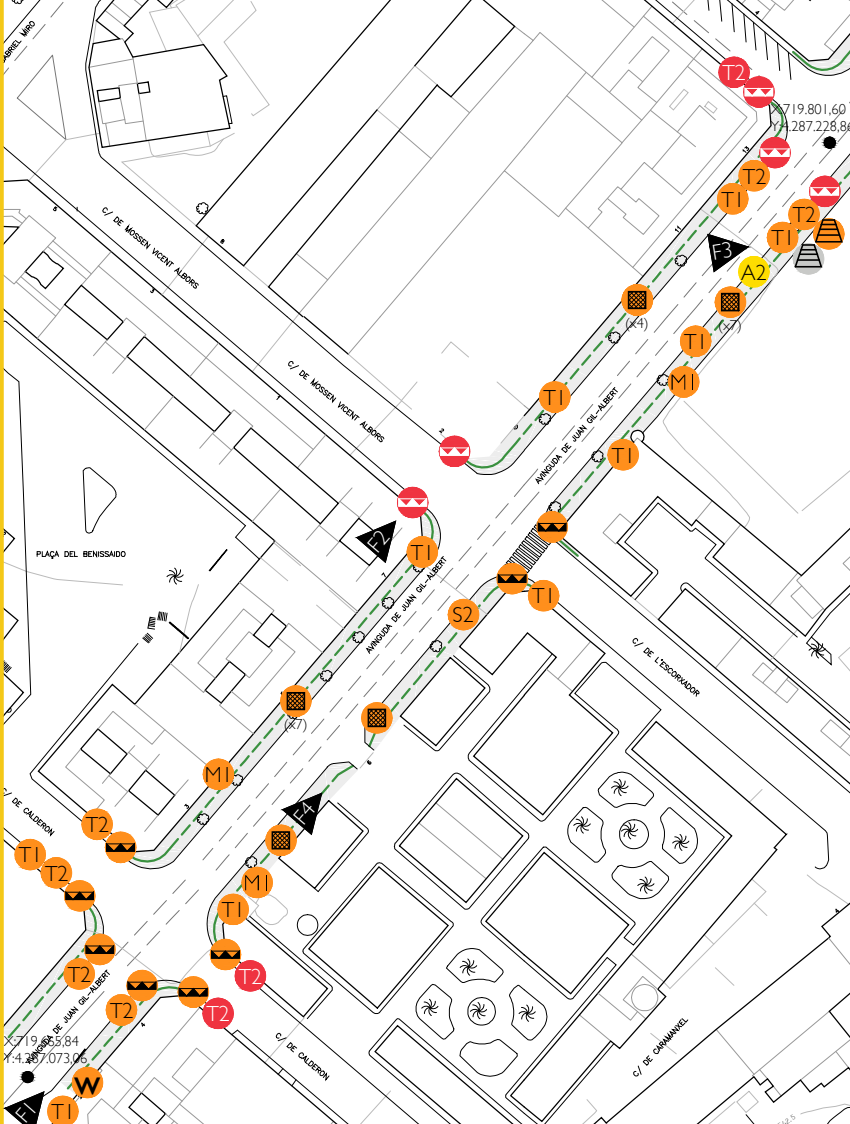 T2
X:719.801,60
Y:4.287.228,86
T2
T1
T2
T1
F3
A2
(x4)
(x7)
C/ DE MOSSEN VICENT ALBORS
T1
M1
C/ DE MOSSEN VICENT ALBORS
T1
AVINGUDA DE JUAN GIL-ALBERT
T1
F2
T1
PLAÇA DEL BENISSAIDO
AVINGUDA DE JUAN GIL-ALBERT
T1
S2
C/ DE L'ESCORXADOR
(x7)
M1
F4
T2
C/ DE CALDERON
T1
T2
M1
T1
T2
T2
AVINGUDA DE JUAN GIL-ALBERT
T2
T2
X:719.665,84
Y:4.287.073,06
C/ DE CALDERON
C/ DE CARAMANXEL
W
F1
T1